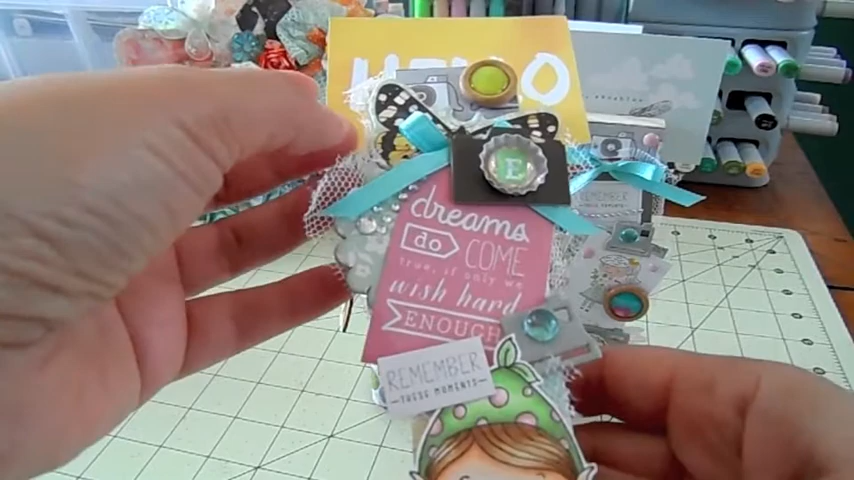 HELLO
E
dreams
do COME
true, if only we
wish hard
ENOUGH
REMEMBER
THESE MOMENTS
REMEMBER